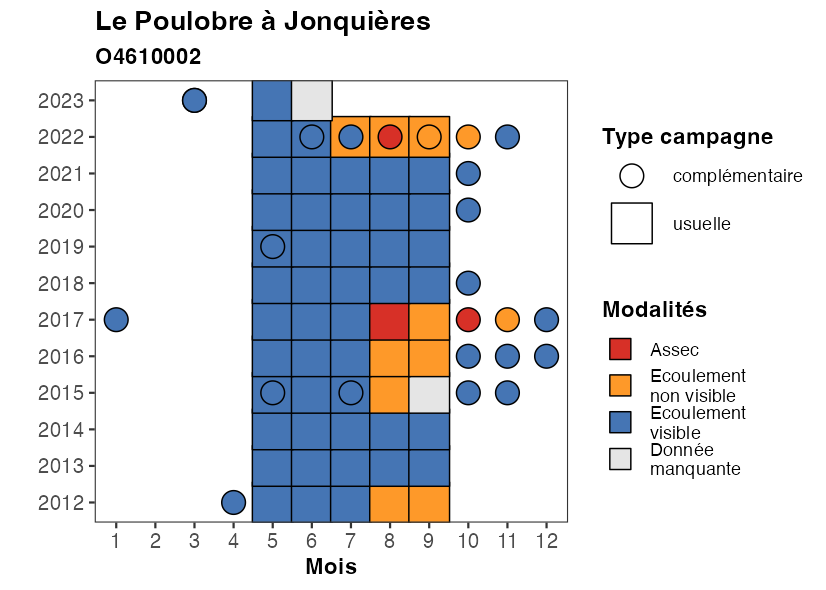 Le Poulobre à Jonquières
O4610002
2023
2022
2021
2020
2019
2018
2017
2016
2015
2014
2013
2012
1 2 3 4 5 6 7 8 9 10 11 12
Mois
Type campagne
complémentaire
usuelle
Modalités
Assec
Ecoulement
non visible
Ecoulement
visible
Donnée
manquante